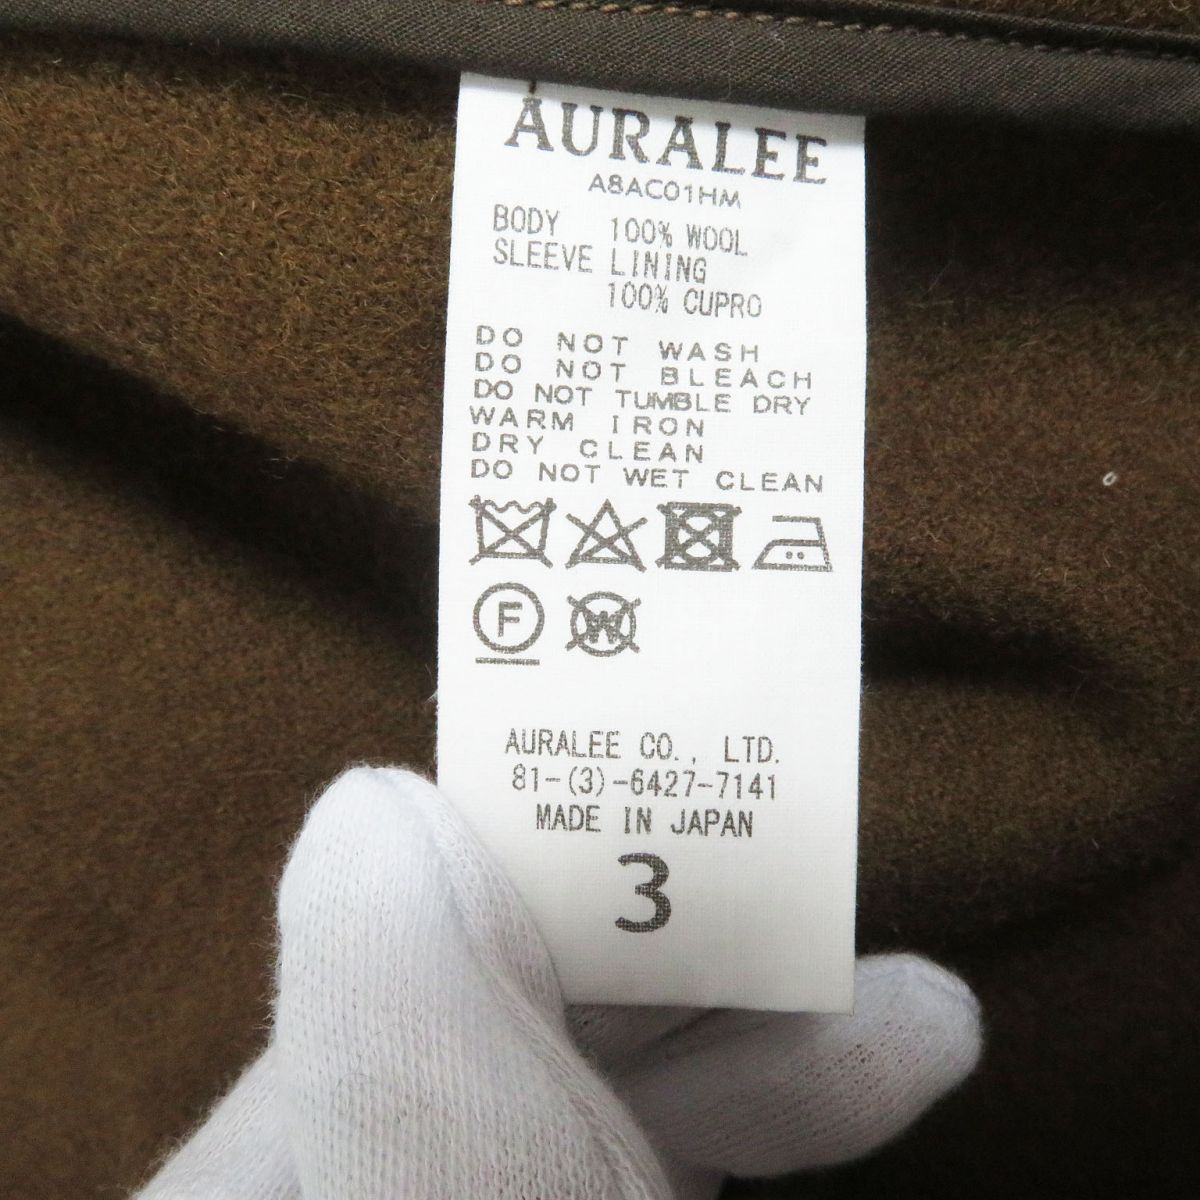 AURALEE
A8AC01HM
BODY 100% WOOL
SLEEVE LINING
100% CUPRO
DO NOT WASH
DO NOT BLEACH
DO NOT TUMBLE DRY
WARM IRON
DRY CLEAN
DO NOT WET CLEAN
F W
AURALEE CO., LTD.
81-(3)-6427-7141
MADE IN JAPAN
3